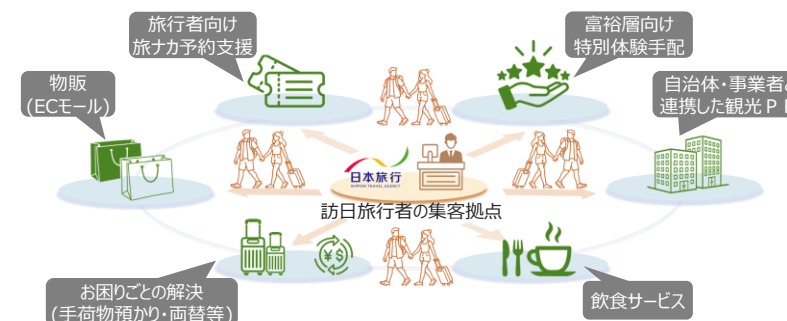 旅行者向け
旅ナカ予約支援
富裕層向け
特別体験手配
物販
(ECモール)
自治体・事業者
連携した観光P
日本旅行
NIPPON TRAVEL AGENCY
訪日旅行者の集客拠点
¥ $
お困りごとの解決
(手荷物預かり・両替等)
飲食サービス